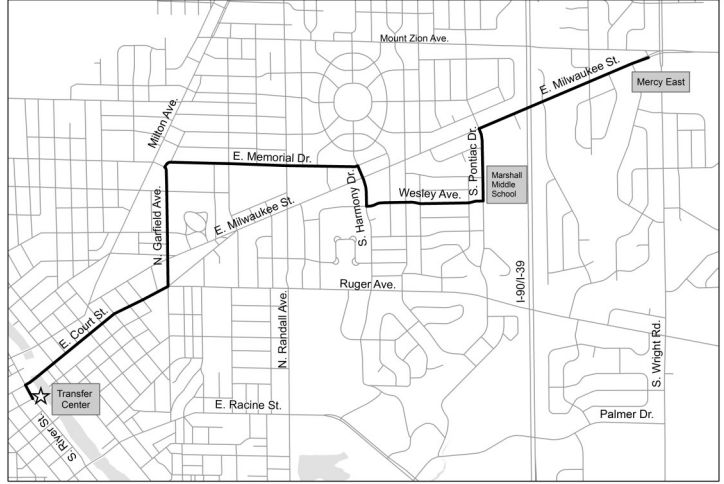 Mount Zion Ave.
E. Milwaukee St.
Mercy East
Milton Ave.
E. Memorial Dr.
S. Pontiac Dr.
Marshall
Middle
School
Wesley Ave.
S. Harmony Dr.
N. Garfield Ave.
E. Milwaukee St.
I-90/I-39
Ruger Ave.
E. Court St.
N. Randall Ave.
S. Wright Rd.
Transfer
Center
E. Racine St.
Palmer Dr.
S. River St.